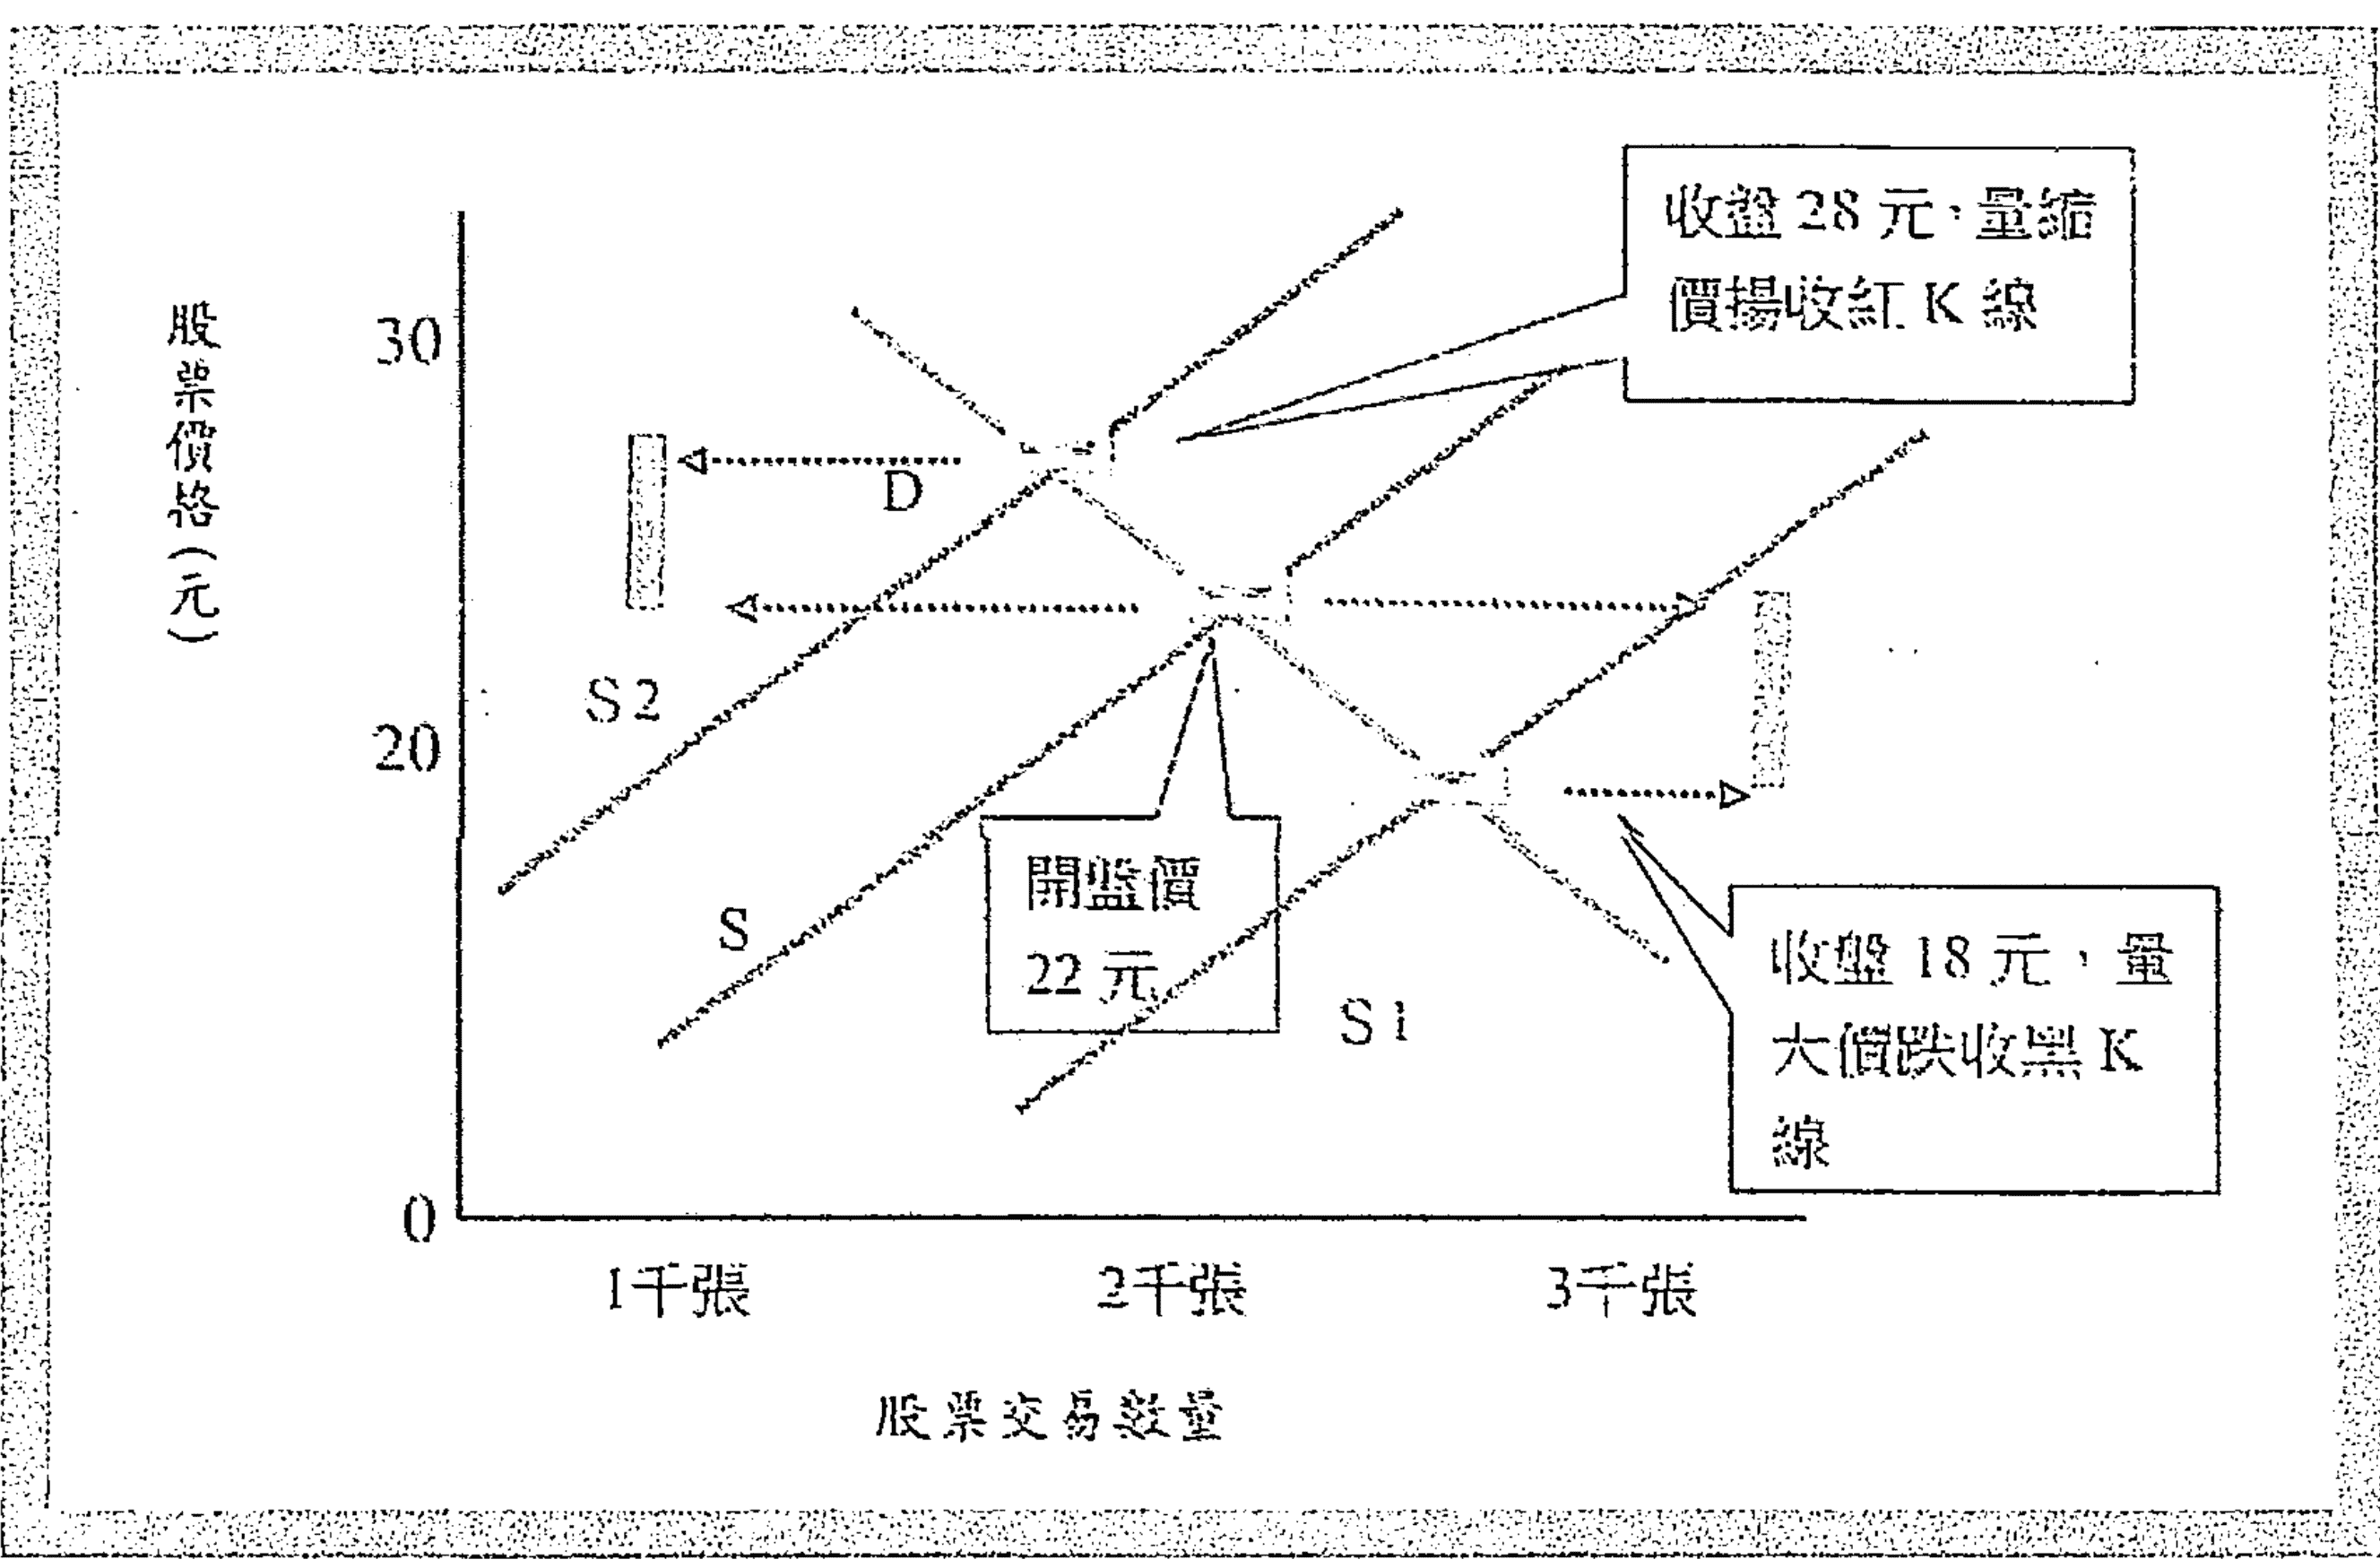 收盤 28 元，量縮
價揚收紅 K 線
股票價格(元)
30
D
S2
20
開盤價
22 元
S
S1
收盤 18 元，量
大價跌收黑 K
線
0
1千張
2千張
3千張
股票交易數量